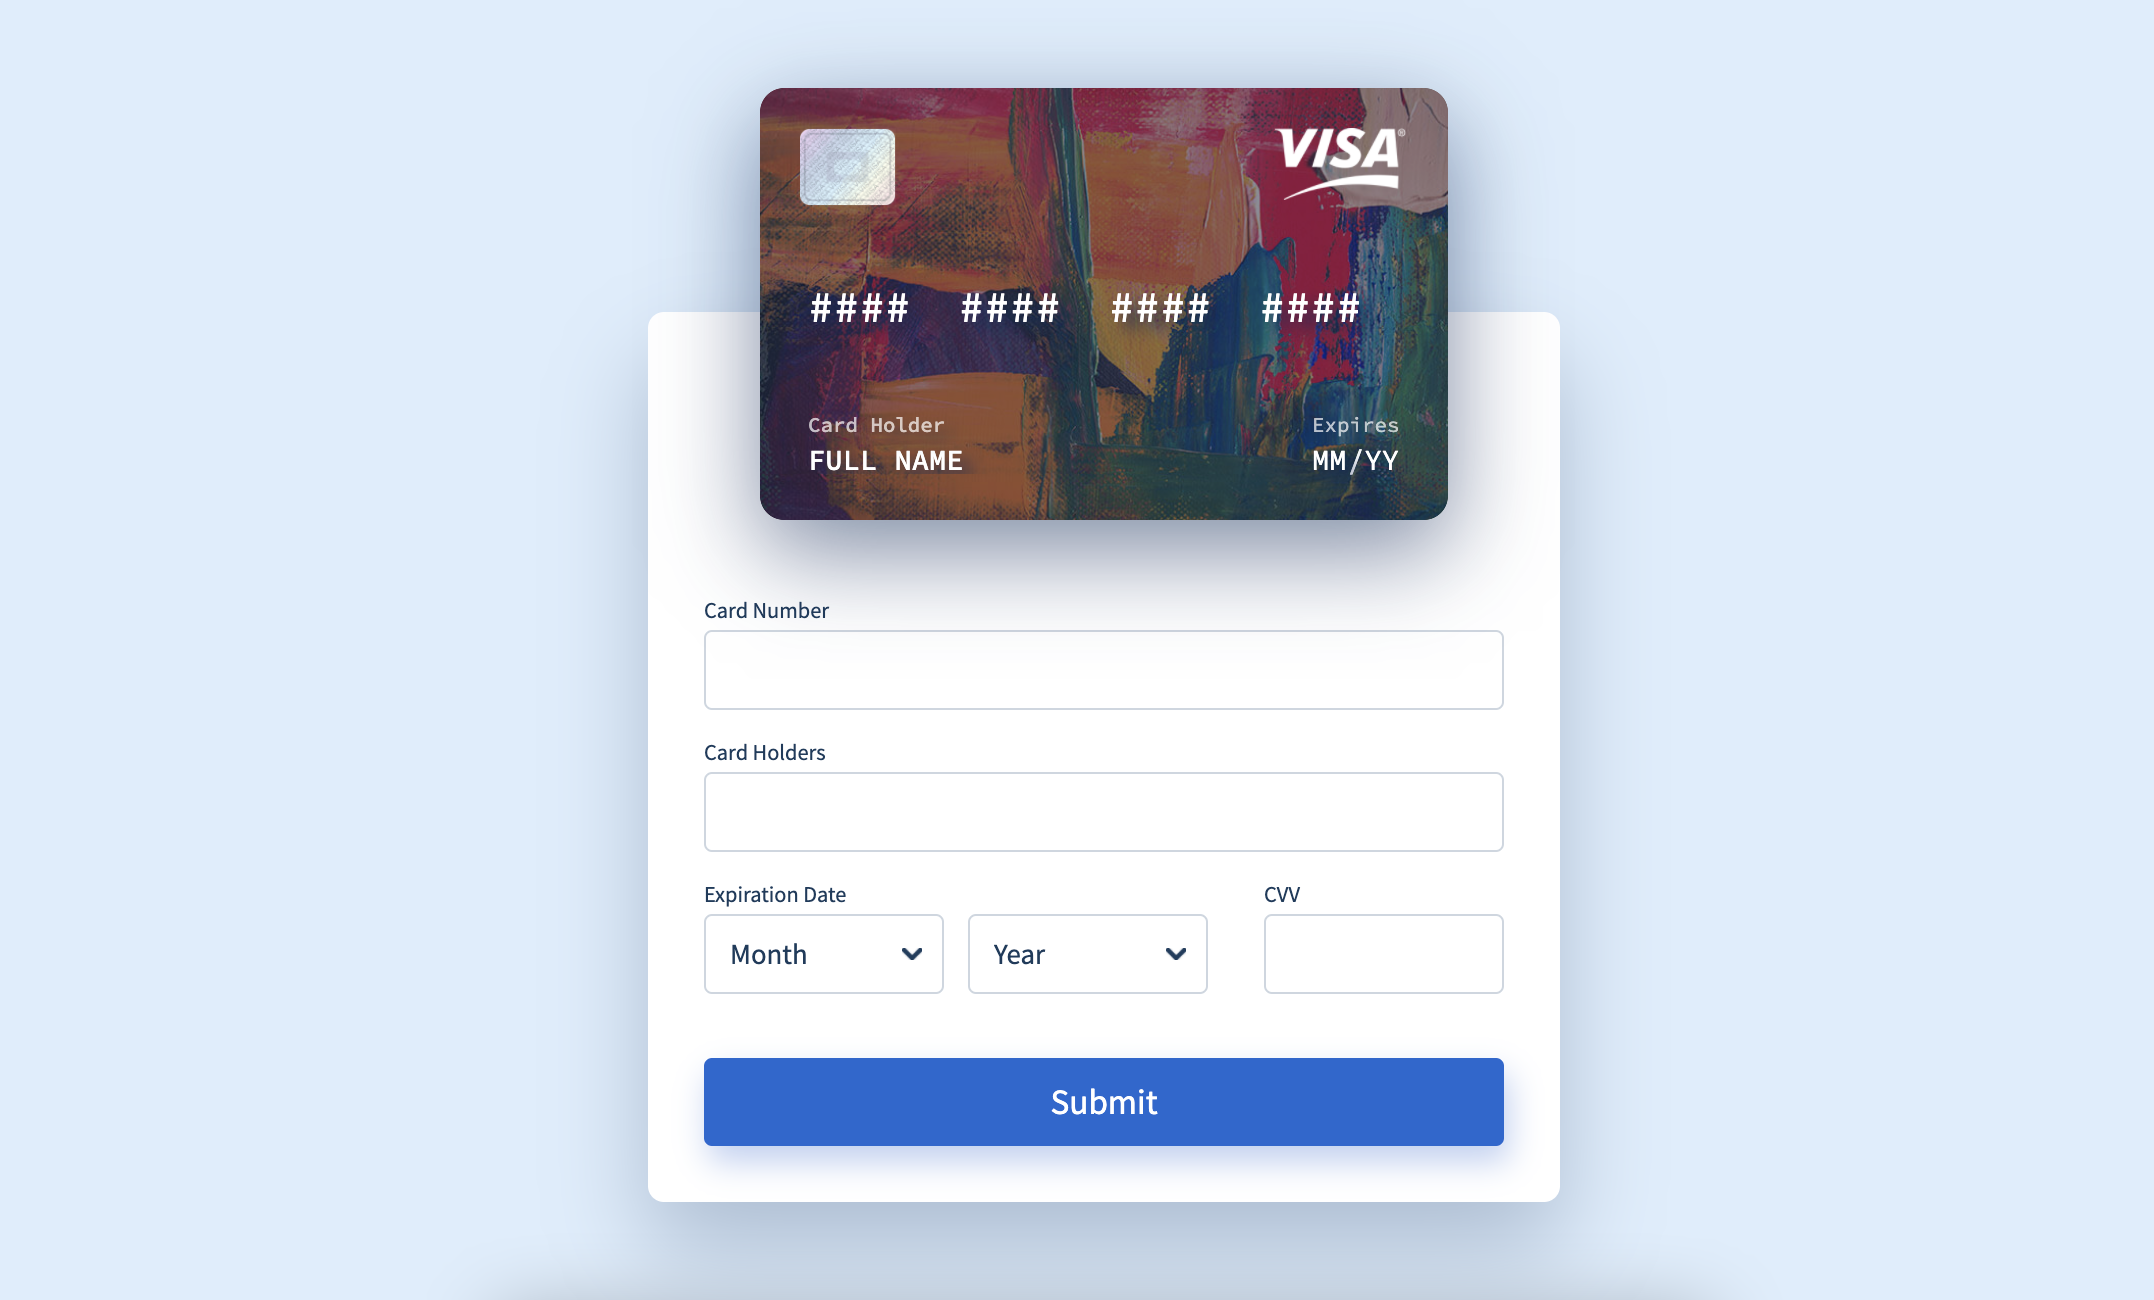 VISA®
#### #### #### ####
Card Holder
Expires
FULL NAME
MM/YY
Card Number
Card Holders
Expiration Date
CVV
Month
Year
Submit